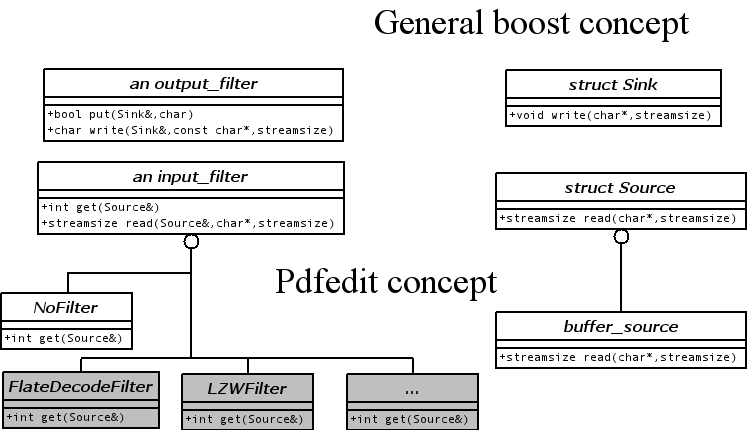 General boost concept
an output_filter
+bool put(Sink&,char)
+char write(Sink&,const char*,streamsize)
struct Sink
+void write(char*,streamsize)
an input_filter
+int get(Source&)
+streamsize read(Source&,char*,streamsize)
struct Source
+streamsize read(char*,streamsize)
Pdfedit concept
NoFilter
+int get(Source&)
buffer_source
+streamsize read(char*,streamsize)
FlateDecodeFilter
+int get(Source&)
LZWFilter
+int get(Source&)
...
+int get(Source&)